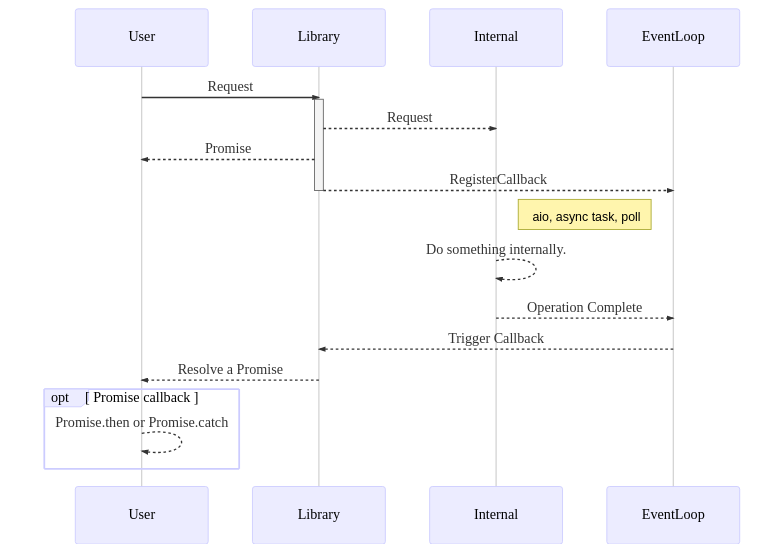 User
Library
Internal
EventLoop
Request
Request
Promise
RegisterCallback
aio, async task, poll
Do something internally.
Operation Complete
Trigger Callback
Resolve a Promise
opt [ Promise callback ]
Promise.then or Promise.catch
User
Library
Internal
EventLoop